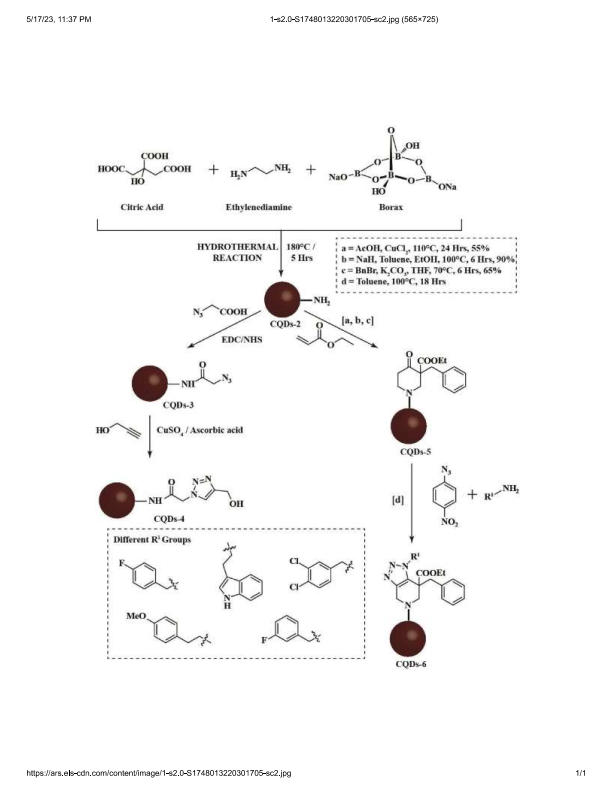 5/17/23, 11:37 PM
1-s2.0-S1748013220301705-sc2.jpg (565×725)
COOH
HOOC
COOH
HO
Citric Acid
+
H₂N
NH₂
Ethylenediamine
+
O
OH
B
O
O
NaO
B
B
B
O
O
ONa
HO
Borax
HYDROTHERMAL
REACTION
180°C /
5 Hrs
a = AcOH, CuCl₂, 110°C, 24 Hrs, 55%
b = NaH, Toluene, EtOH, 100°C, 6 Hrs, 90%
c = BnBr, K₂CO₃, THF, 70°C, 6 Hrs, 65%
d = Toluene, 100°C, 18 Hrs
NH₂
CQDs-2
N₃
COOH
EDC/NHS
[a, b, c]
O
O
O
NH
N₃
CQDs-3
O
COOEt
N
CQDs-5
HO
CuSO₄ / Ascorbic acid
O
NH
N=N
N
OH
CQDs-4
[d]
N₃
NO₂
+
R¹
NH₂
Different R¹ Groups
F
N
H
Cl
Cl
MeO
F
R¹
N
N
N
COOEt
N
CQDs-6
https://ars.els-cdn.com/content/image/1-s2.0-S1748013220301705-sc2.jpg
1/1